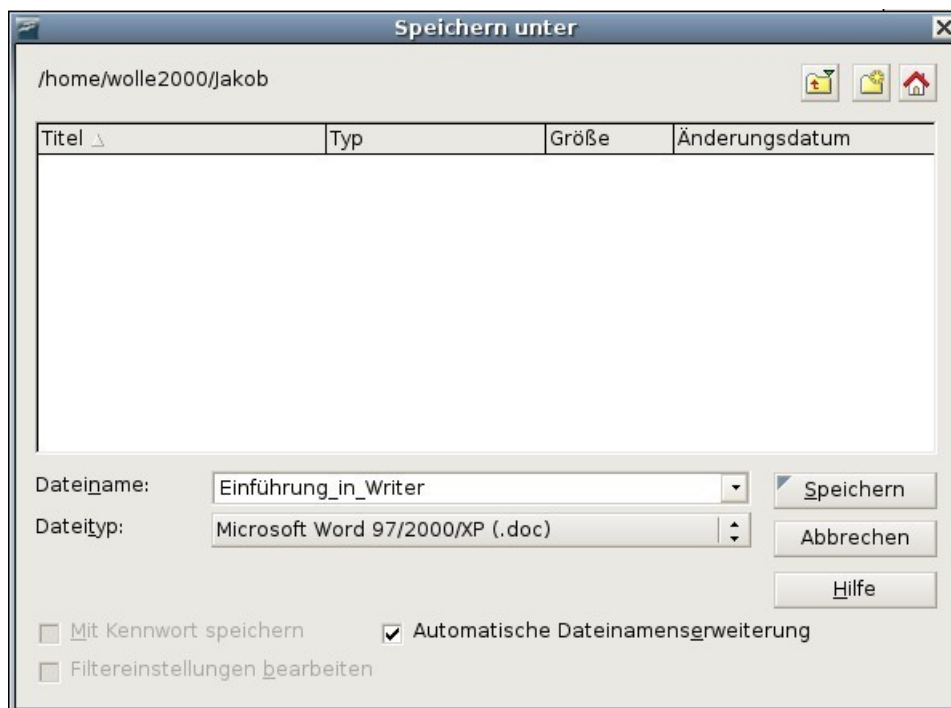 Speichern unter
/home/wolle2000/Jakob
Titel Typ Größe Änderungsdatum
Dateiname: Einführung_in_Writer Speichern
Dateityp: Microsoft Word 97/2000/XP (.doc) Abbrechen
Hilfe
Mit Kennwort speichern Automatische Dateinamenserweiterung
Filtereinstellungen bearbeiten